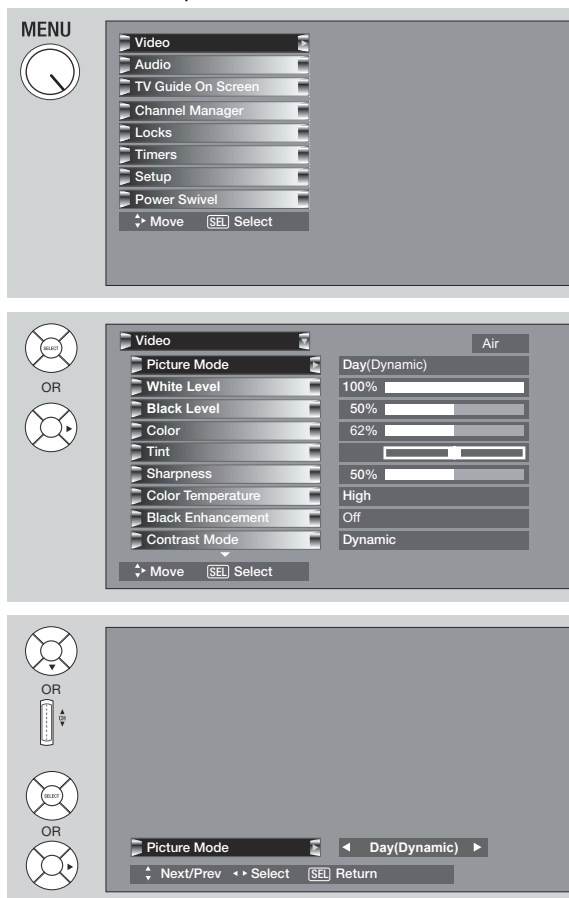 MENU
Video
Audio
TV Guide On Screen
Channel Manager
Locks
Timers
Setup
Power Swivel
Move SEL Select
SELECT
OR
Video Air
Picture Mode Day(Dynamic)
White Level 100%
Black Level 50%
Color 62%
Tint
Sharpness 50%
Color Temperature High
Black Enhancement Off
Contrast Mode Dynamic
Move SEL Select
OR
CH
SELECT
OR
Picture Mode Day(Dynamic)
Next/Prev Select SEL Return